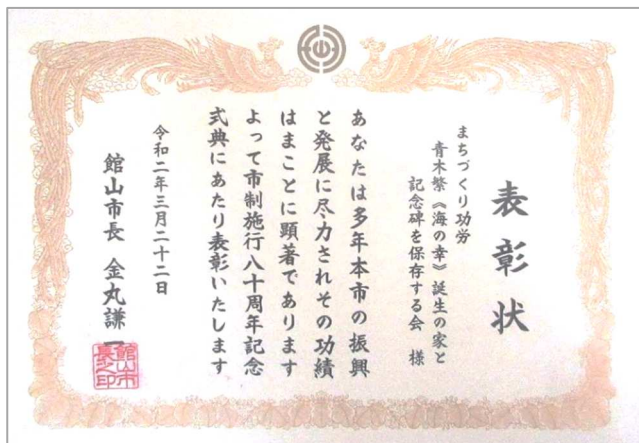 表彰状
まちづくり功労
青木繁《海の幸》誕生の家と
記念碑を保存する会 様
あなたは多年本市の振興
と発展に尽力されその功績
はまことに顕著であります
よって市制施行八十周年記念
式典にあたり表彰いたします
令和二年三月二十二日
館山市長 金丸謙一
館山市長之印